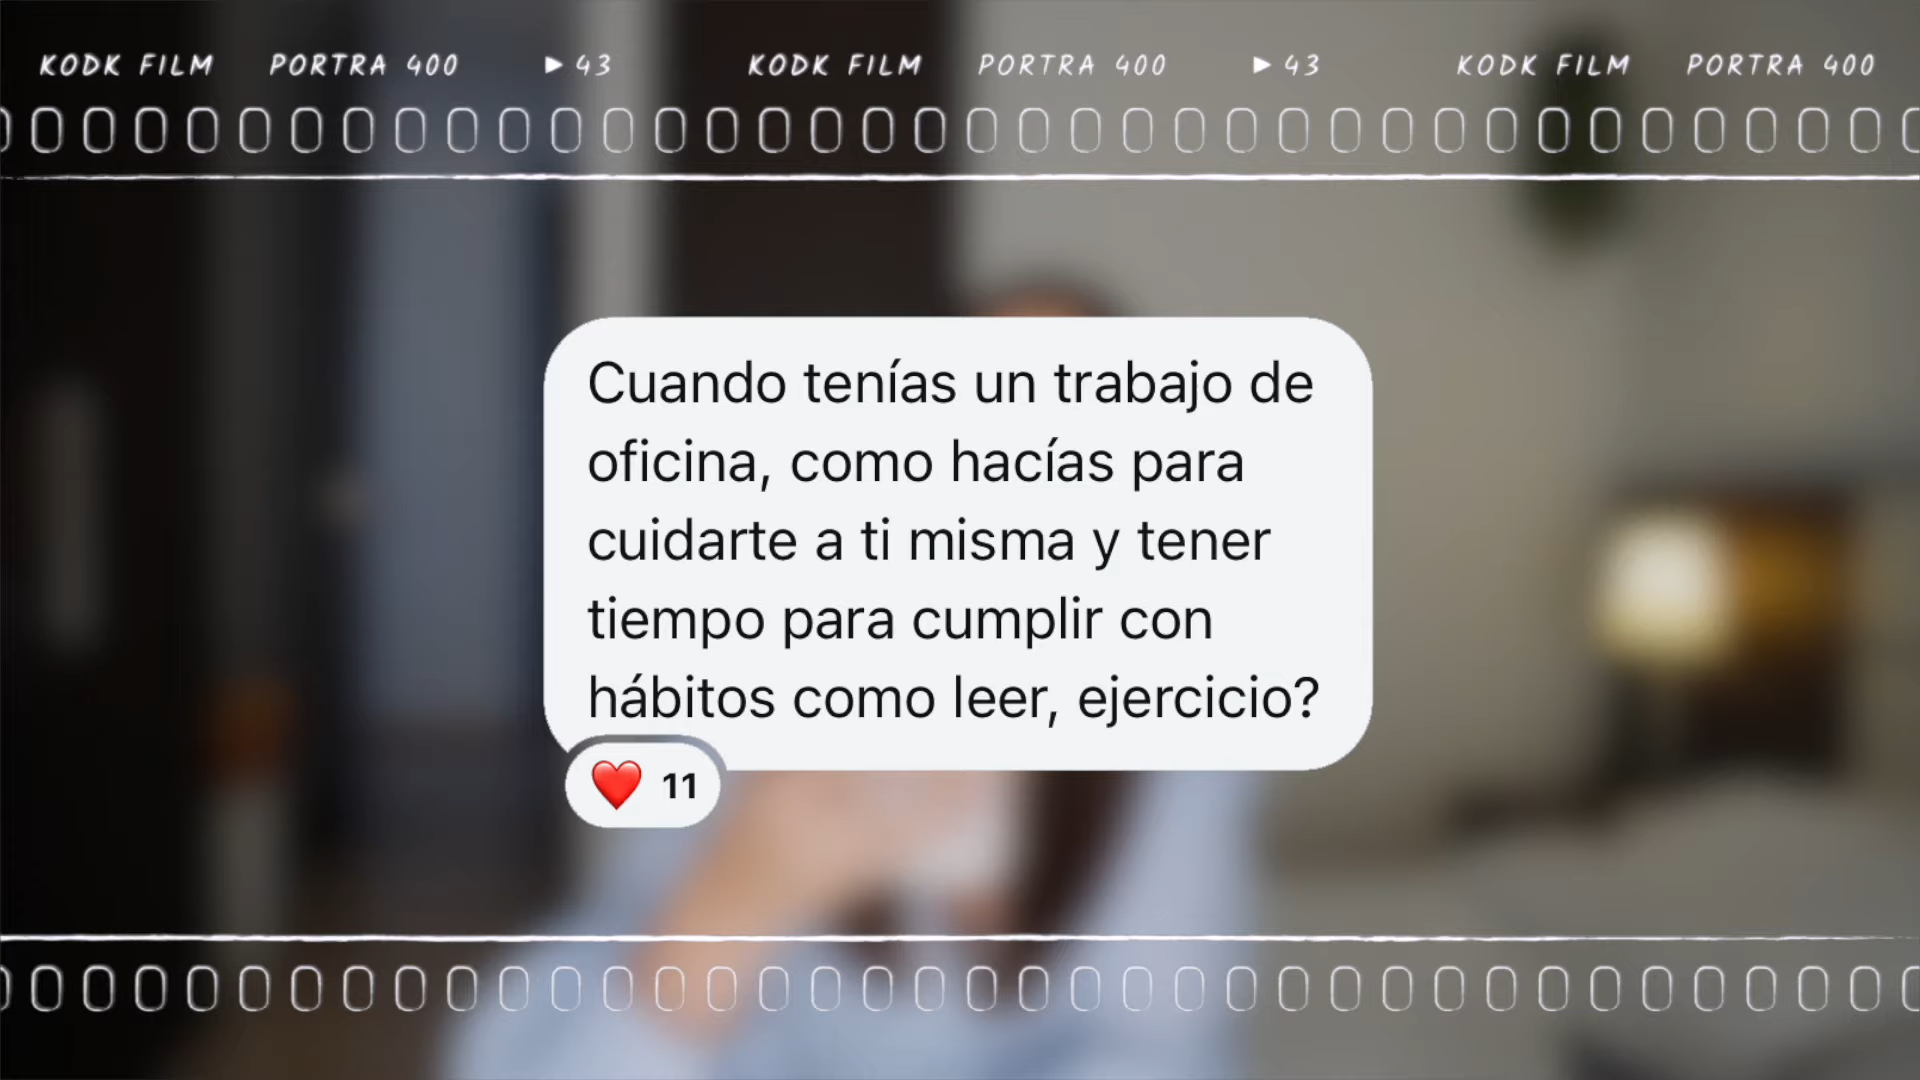 KODK FILM PORTRA 400 ▶43 KODK FILM PORTRA 400 ▶43 KODK FILM PORTRA 400
Cuando tenías un trabajo de
oficina, como hacías para
cuidarte a ti misma y tener
tiempo para cumplir con
hábitos como leer, ejercicio?
❤️ 11